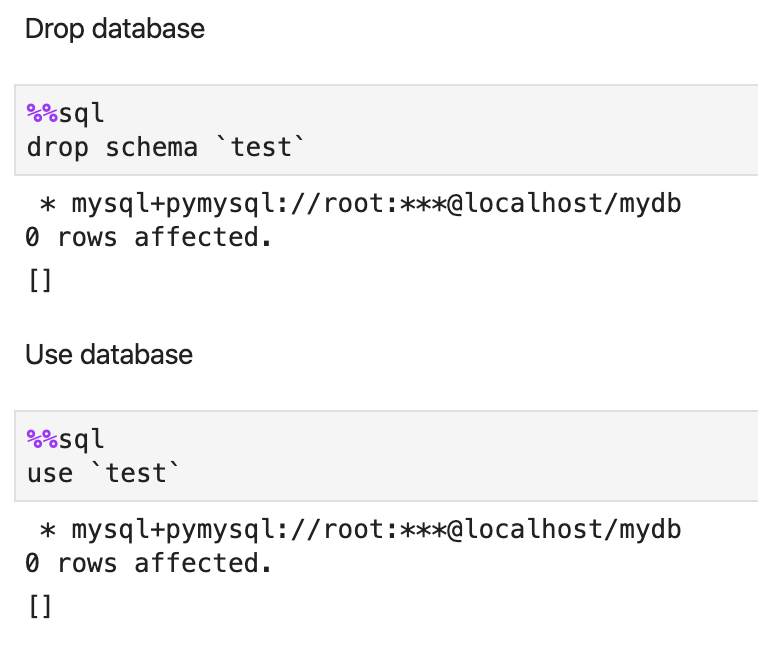 Drop database
%%sql
drop schema `test`
* mysql+pymysql://root:***@localhost/mydb
0 rows affected.
[]
Use database
%%sql
use `test`
* mysql+pymysql://root:***@localhost/mydb
0 rows affected.
[]